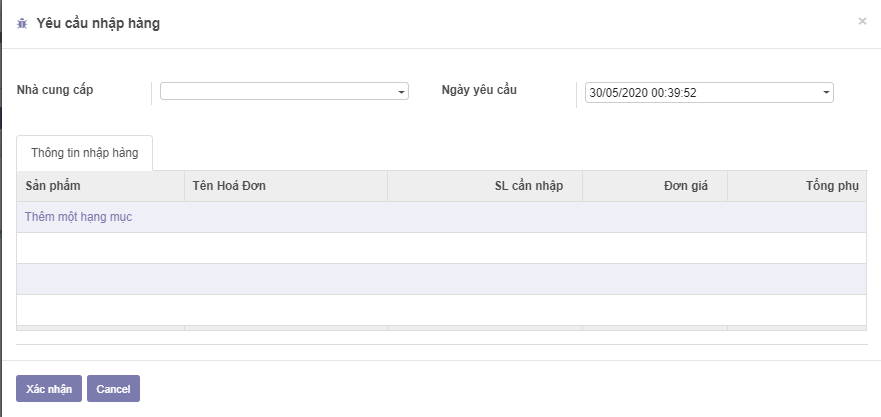 Yêu cầu nhập hàng
×
Nhà cung cấp
Ngày yêu cầu
30/05/2020 00:39:52
Thông tin nhập hàng
Sản phẩm Tên Hoá Đơn SL cần nhập Đơn giá Tổng phụ
Thêm một hạng mục
Xác nhận Cancel